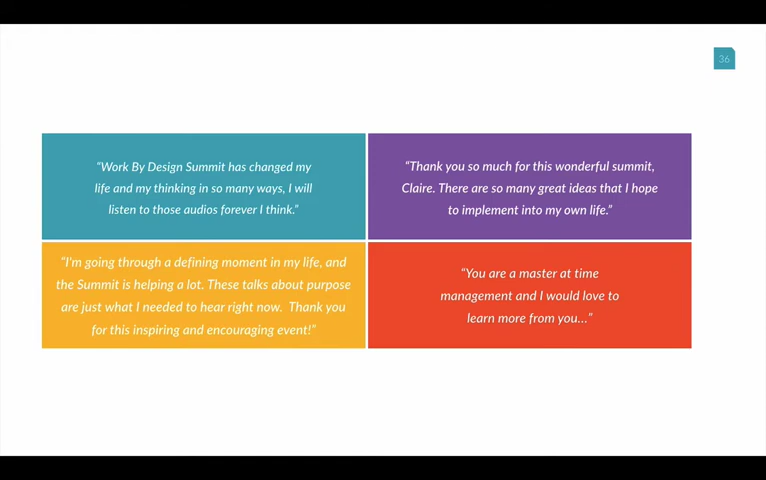 36
“Work By Design Summit has changed my
life and my thinking in so many ways, I will
listen to those audios forever I think.”
“Thank you so much for this wonderful summit,
Claire. There are so many great ideas that I hope
to implement into my own life.”
“I'm going through a defining moment in my life, and
the Summit is helping a lot. These talks about purpose
are just what I needed to hear right now.  Thank you
for this inspiring and encouraging event!”
“You are a master at time
management and I would love to
learn more from you...”